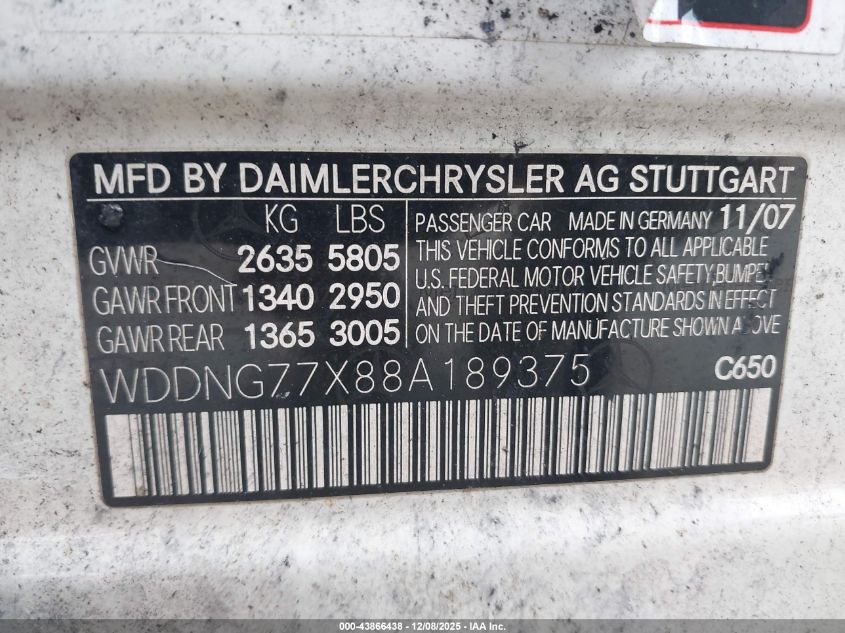 MFD BY DAIMLERCHRYSLER AG STUTTGART
KG LBS
GVWR 2635 5805
GAWR FRONT 1340 2950
GAWR REAR 1365 3005
PASSENGER CAR MADE IN GERMANY 11/07
THIS VEHICLE CONFORMS TO ALL APPLICABLE
U.S. FEDERAL MOTOR VEHICLE SAFETY, BUMPER
AND THEFT PREVENTION STANDARDS IN EFFECT
ON THE DATE OF MANUFACTURE SHOWN ABOVE
WDDNG77X88A189375 C650
000-43866438 - 12/08/2025 - IAA Inc.